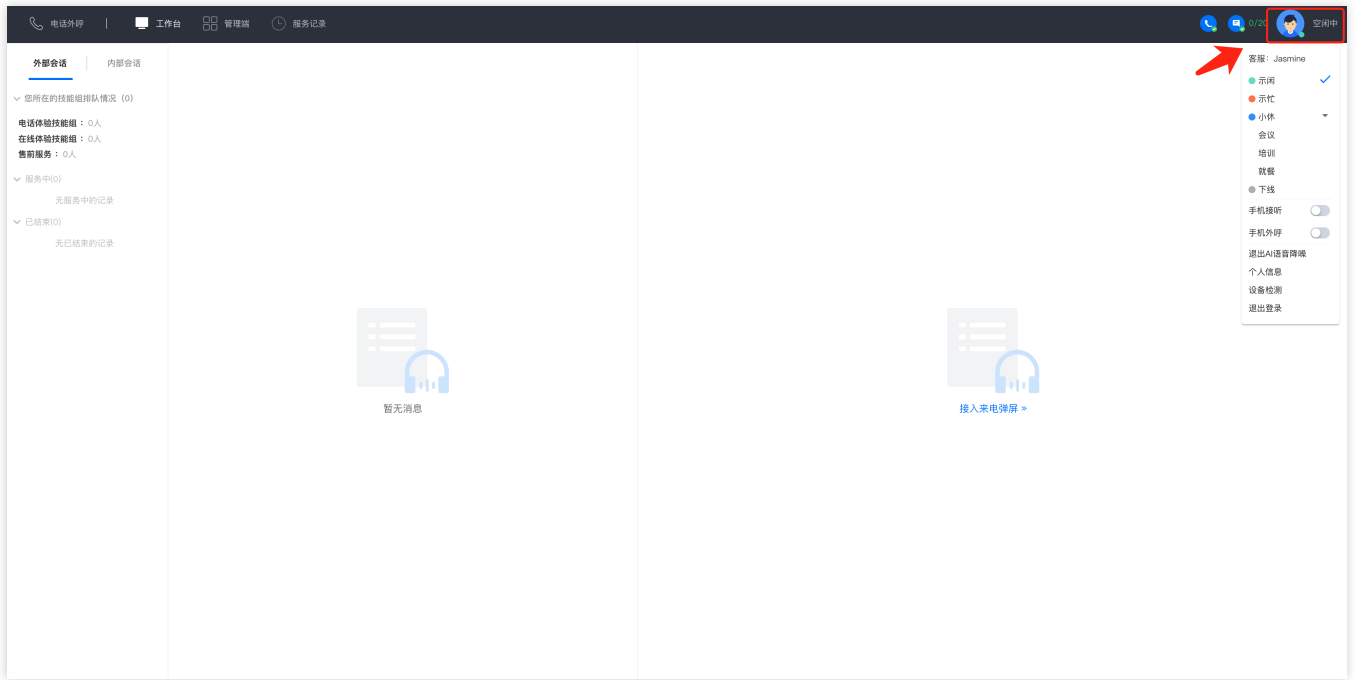 电话外呼 工作台 管理端 服务记录 0/20 空闲中
外部会话 内部会话
您所在的技能组排队情况（0）
电话体验技能组： 0人
在线体验技能组： 0人
售前服务： 0人
服务中(0)
无服务中的记录
已结束(0)
无已结束的记录
暂无消息
接入来电弹屏 »
客服: Jasmine
示闲
示忙
小休
会议
培训
就餐
下线
手机接听
手机外呼
退出AI语音降噪
个人信息
设备检测
退出登录